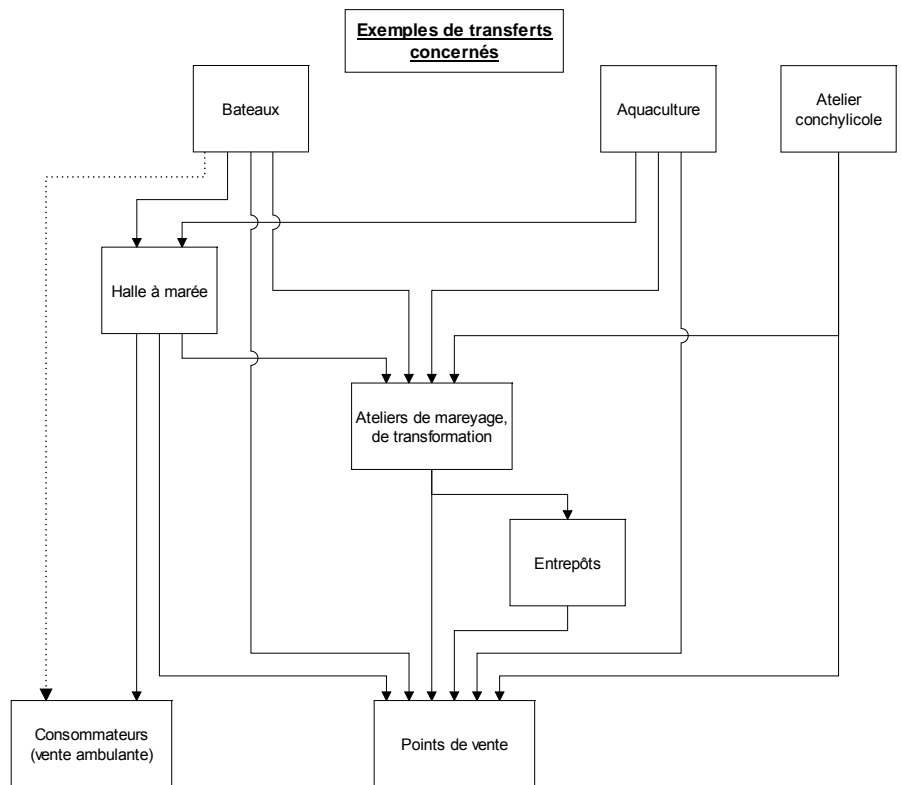 Exemples de transferts
concernés
Bateaux
Aquaculture
Atelier
conchylicole
Halle à marée
Ateliers de mareyage,
de transformation
Entrepôts
Consommateurs
(vente ambulante)
Points de vente